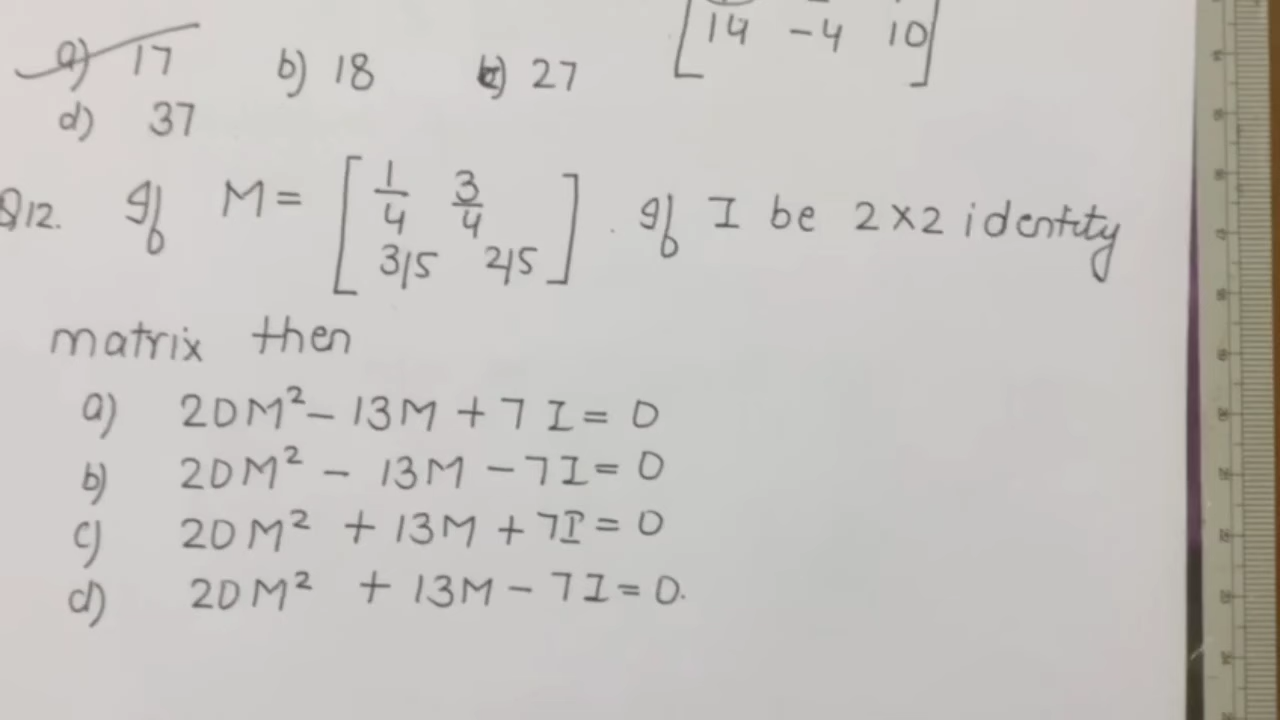 [14 -4 10]
a) 17 b) 18 c) 27
d) 37
Q12. If M = [1/4 3/4
3/5 2/5] . If I be 2×2 identity
matrix then
a) 20M² – 13M + 7I = 0
b) 20M² – 13M – 7I = 0
c) 20M² + 13M + 7I = 0
d) 20M² + 13M – 7I = 0.